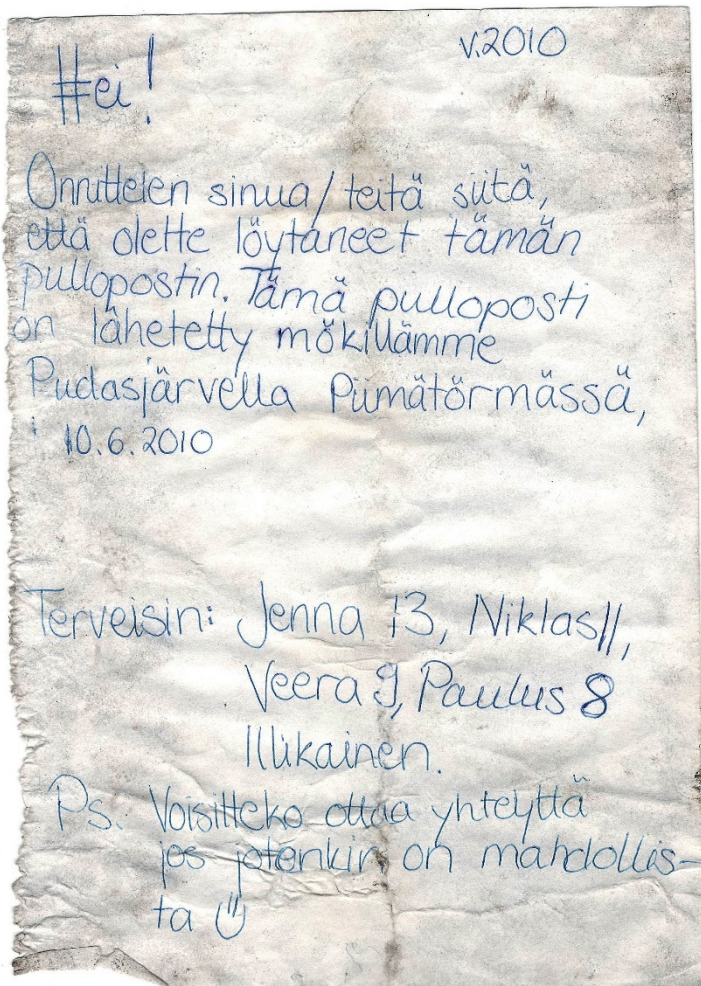 v.2010
Hei!
Onnittelen sinua/teitä siitä,
että olette löytäneet tämän
pullopostin. Tämä pulloposti
on lähetetty mökillämme
Pudasjärvella Piimätörmässä,
10.6.2010
Terveisin: Jenna 13, Niklas 11,
Veera 9, Paulus 8
Illikainen.
Ps. Voisitteko ottaa yhteyttä
jos jotenkin on mahdollis-
ta